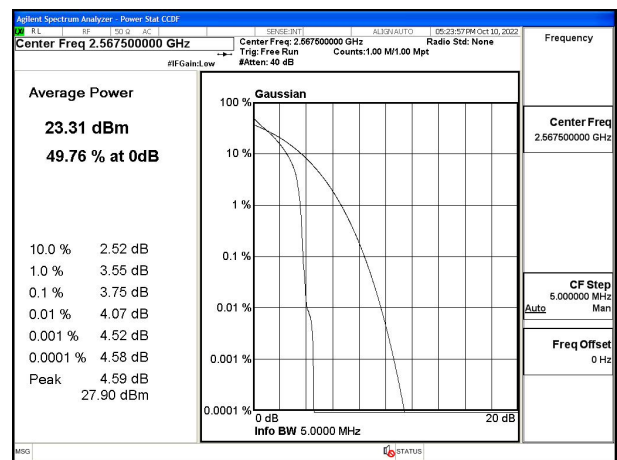 Agilent Spectrum Analyzer - Power Stat CCDF
RL RF 50 Ω AC SENSE:INT ALIGN AUTO 05:23:57 PM Oct 10, 2022
Center Freq 2.567500000 GHz
Center Freq: 2.567500000 GHz Radio Std: None
Trig: Free Run Counts:1.00 M/1.00 Mpt
#IFGain:Low #Atten: 40 dB
Frequency
Average Power
23.31 dBm
49.76 % at 0dB
10.0 % 2.52 dB
1.0 % 3.55 dB
0.1 % 3.75 dB
0.01 % 4.07 dB
0.001 % 4.52 dB
0.0001 % 4.58 dB
Peak 4.59 dB
27.90 dBm
Gaussian
100 %
10 %
1 %
0.1 %
0.01 %
0.001 %
0.0001 %
0 dB 20 dB
Info BW 5.0000 MHz
Center Freq
2.567500000 GHz
CF Step
5.000000 MHz
Auto Man
Freq Offset
0 Hz
MSG STATUS